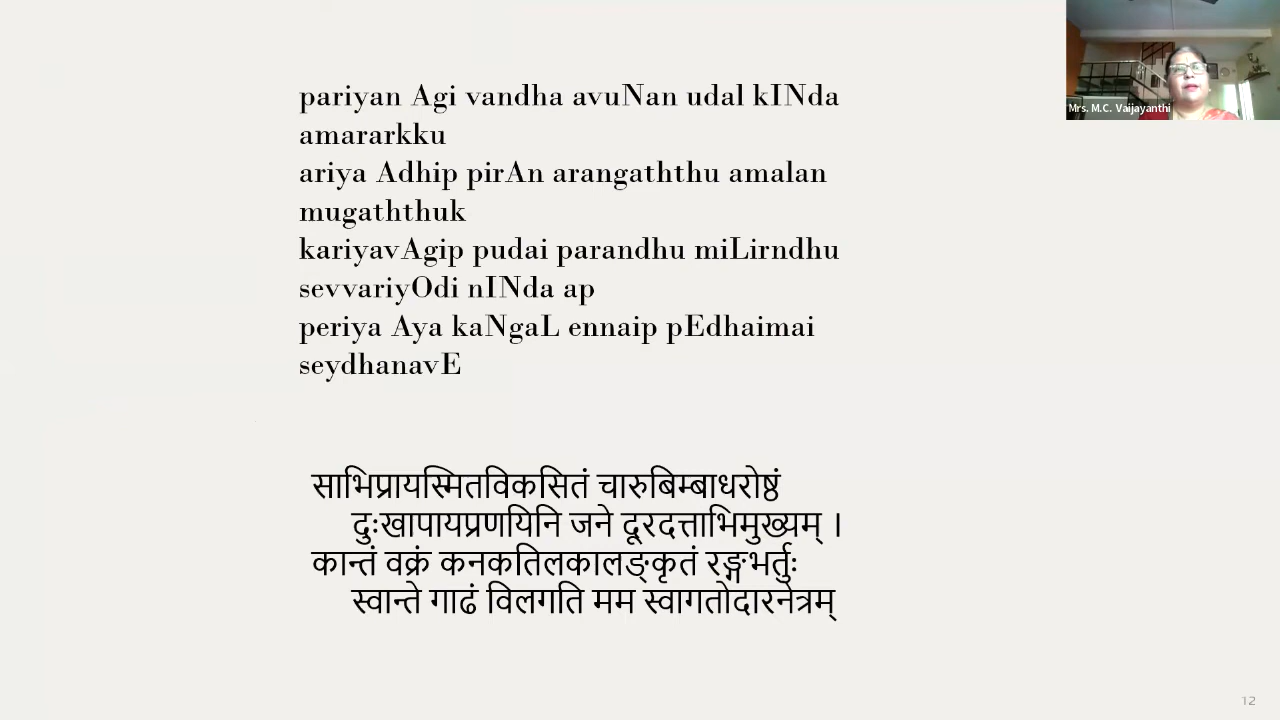 Mrs. M.C. Vaijayanthi
pariyan Agi vandha avuNan udal kINda
amararkku
ariya Adhip pirAn arangaththu amalan
mugaththuk
kariyavAgip pudai parandhu miLirndhu
sevvariyOdi nINda ap
periya Aya kaNgaL ennaip pEdhaimai
seydhanavE
साभिप्रायस्मितविकसितं चारुबिम्बाधरोष्ठं
दुःखापायप्रणयिनि जने दूरदत्ताभिमुख्यम् ।
कान्तं वक्रं कनकतिलकालङ्कृतं रङ्गभर्तुः
स्वान्ते गाढं विलगति मम स्वागतोदारनेत्रम्
12